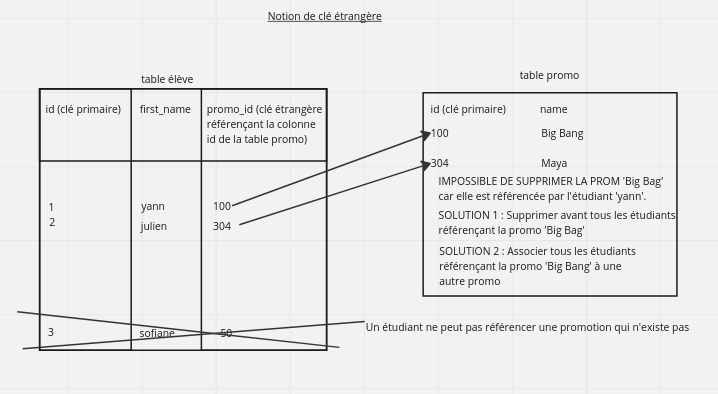 Notion de clé étrangère
table élève
id (clé primaire) first_name promo_id (clé étrangère
référençant la colonne
id de la table promo)
1 yann 100
2 julien 304
3 sofiane 50
table promo
id (clé primaire) name
100 Big Bang
304 Maya
IMPOSSIBLE DE SUPPRIMER LA PROM 'Big Bag'
car elle est référencée par l'étudiant 'yann'.
SOLUTION 1 : Supprimer avant tous les étudiants
référençant la promo 'Big Bag'
SOLUTION 2 : Associer tous les étudiants
référençant la promo 'Big Bang' à une
autre promo
Un étudiant ne peut pas référencer une promotion qui n'existe pas